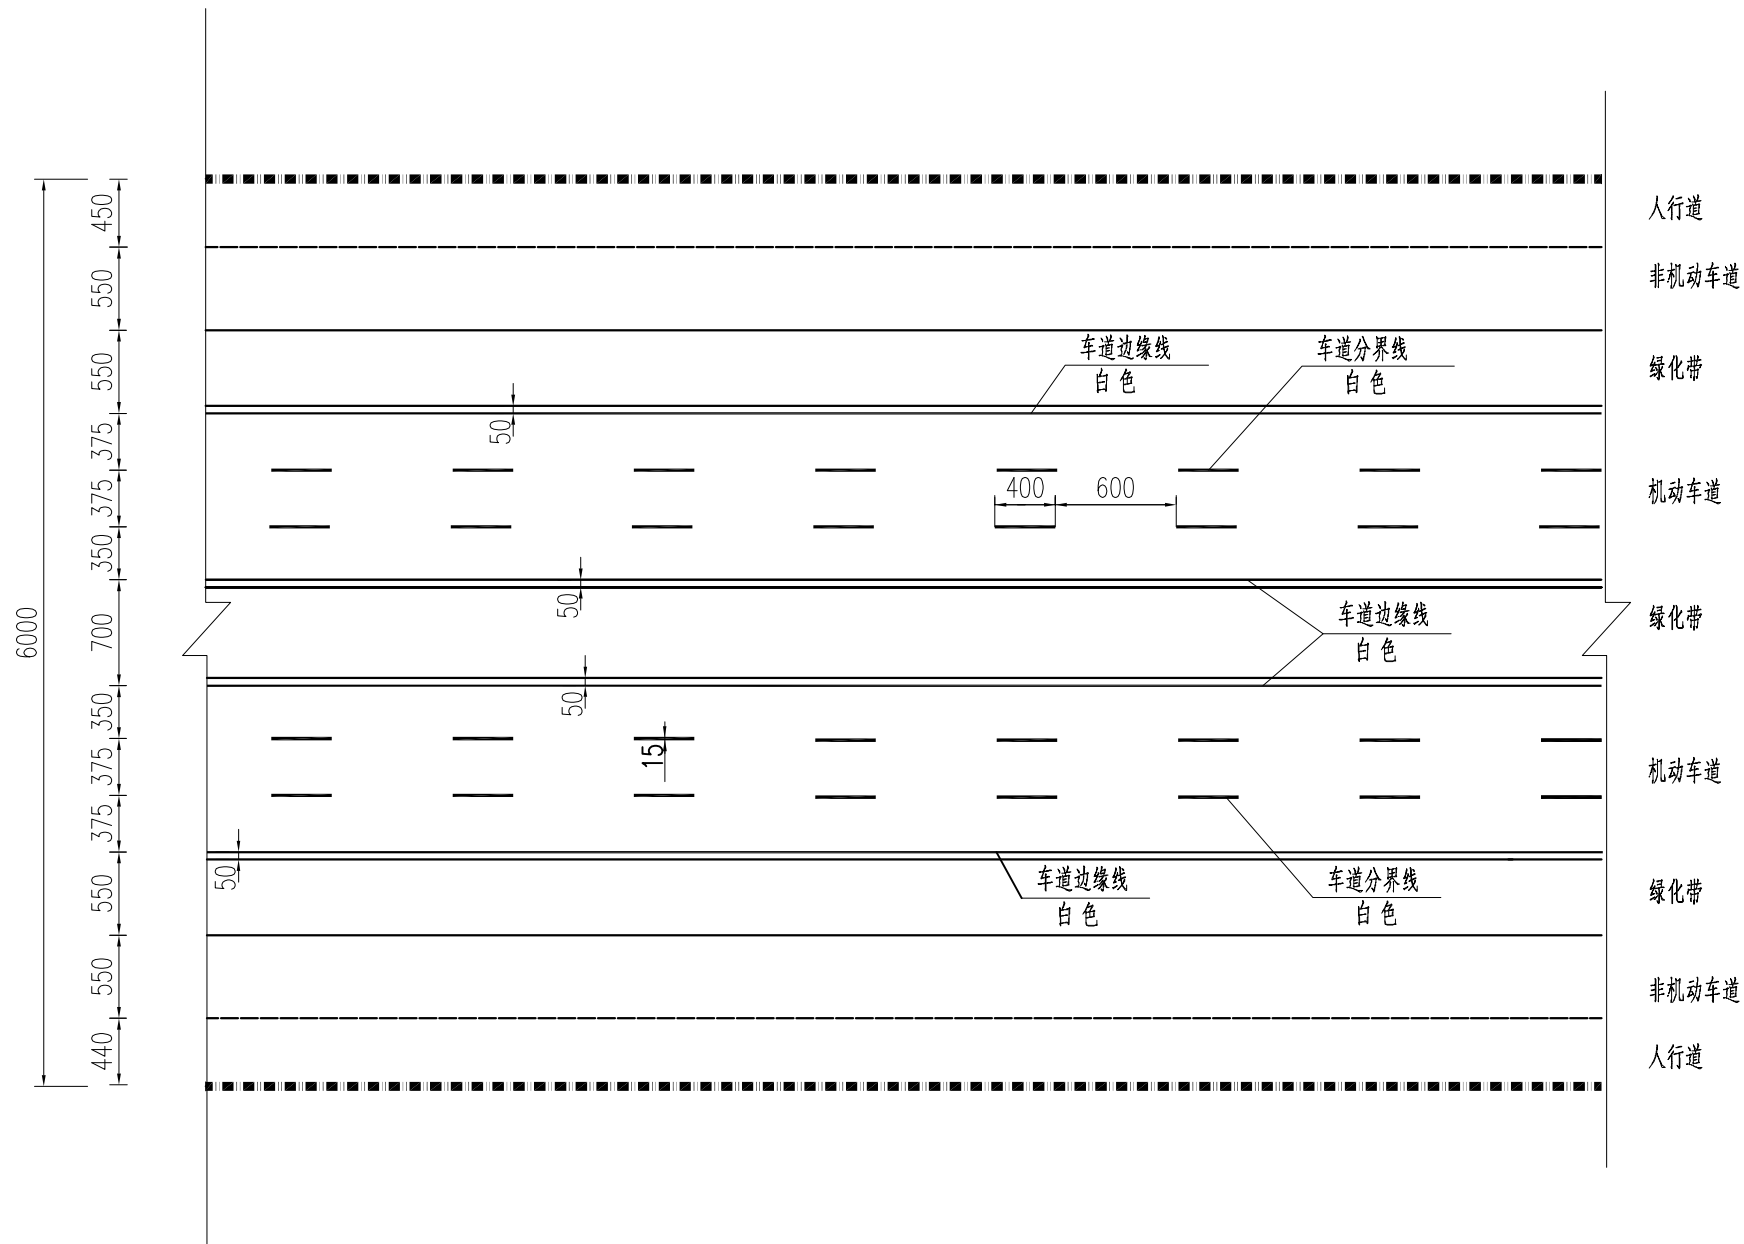 450
人行道
550
非机动车道
550
车道边缘线
白 色
车道分界线
白 色
绿化带
50
375
375
400
600
机动车道
350
50
6000
700
车道边缘线
白 色
绿化带
50
350
15
375
机动车道
375
50
550
车道边缘线
白 色
车道分界线
白 色
绿化带
550
非机动车道
440
人行道